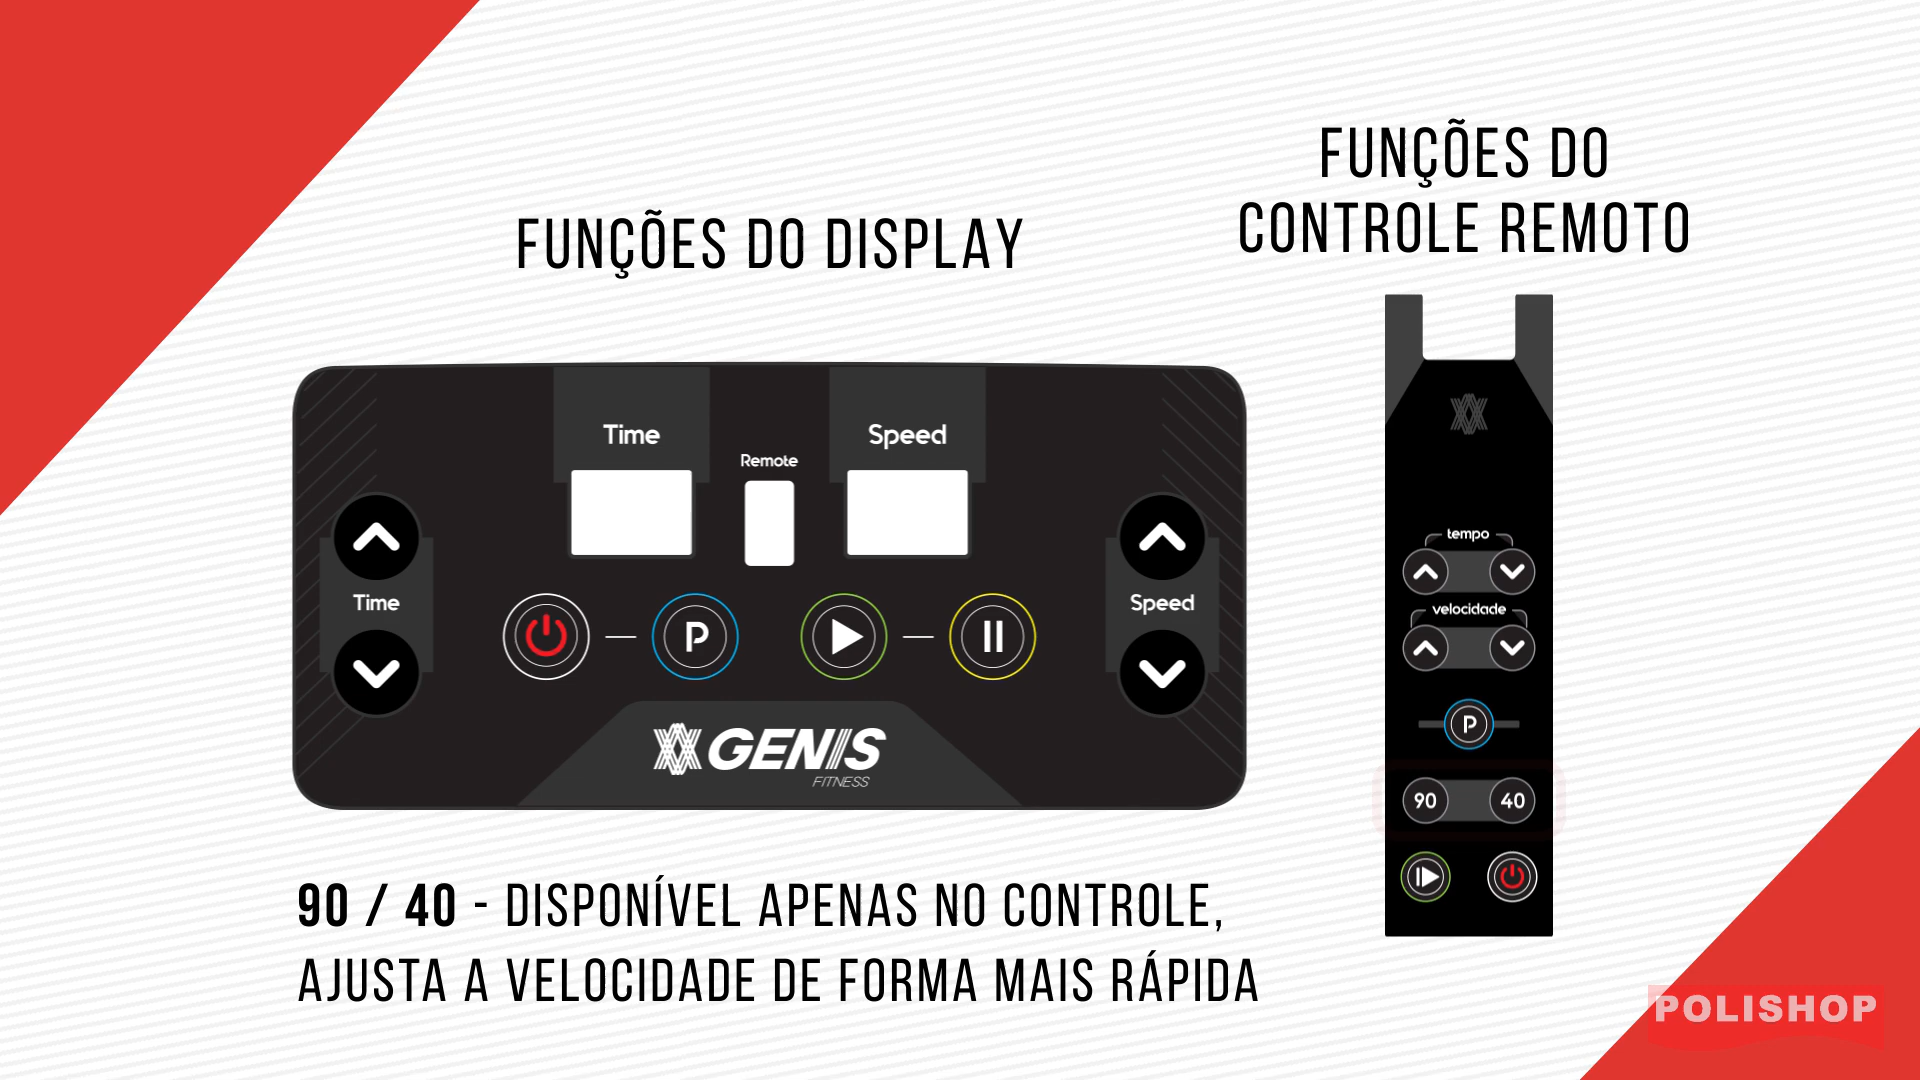 FUNÇÕES DO DISPLAY
Time
Remote
Speed
Time
P
Speed
GENIS
FITNESS
FUNÇÕES DO
CONTROLE REMOTO
tempo
velocidade
P
90 40
90 / 40 - DISPONÍVEL APENAS NO CONTROLE,
AJUSTA A VELOCIDADE DE FORMA MAIS RÁPIDA
POLISHOP